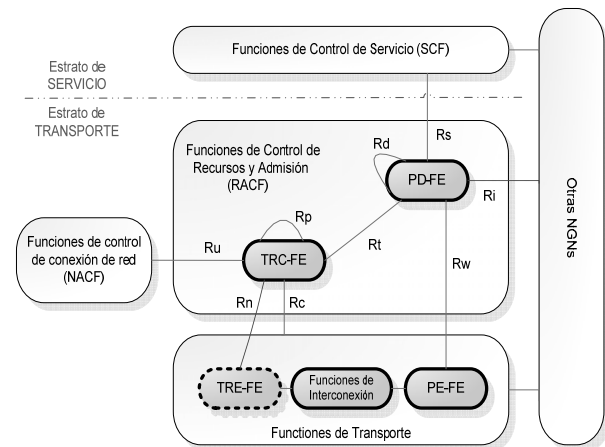 Funciones de Control de Servicio (SCF)
Estrato de
SERVICIO
Estrato de
TRANSPORTE
Funciones de Control de
Recursos y Admisión
(RACF)
Rd
Rs
PD-FE
Ri
Otras NGNs
Funciones de control
de conexión de red
(NACF)
Ru
Rp
TRC-FE
Rt
Rw
Rn
Rc
TRE-FE
Funciones de
Interconexión
PE-FE
Functiones de Transporte